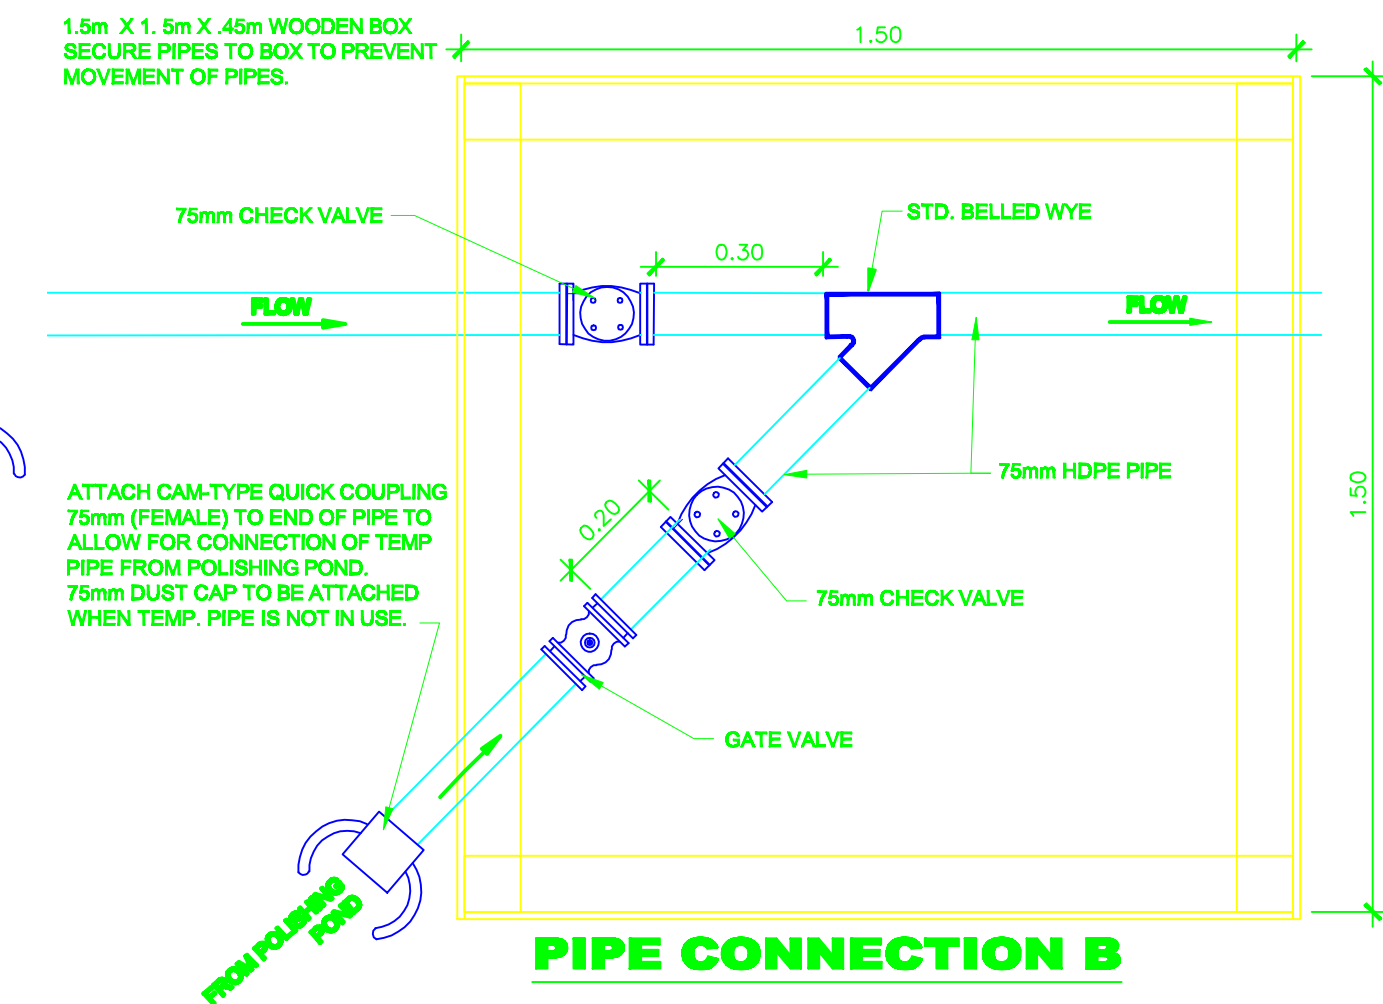 1.5m X 1. 5m X .45m WOODEN BOX
SECURE PIPES TO BOX TO PREVENT
MOVEMENT OF PIPES.
1.50
75mm CHECK VALVE
STD. BELLED WYE
0.30
FLOW
FLOW
75mm HDPE PIPE
1.50
ATTACH CAM-TYPE QUICK COUPLING
75mm (FEMALE) TO END OF PIPE TO
ALLOW FOR CONNECTION OF TEMP
PIPE FROM POLISHING POND.
75mm DUST CAP TO BE ATTACHED
WHEN TEMP. PIPE IS NOT IN USE.
0.20
75mm CHECK VALVE
GATE VALVE
FROM POLISHING
POND
PIPE CONNECTION B